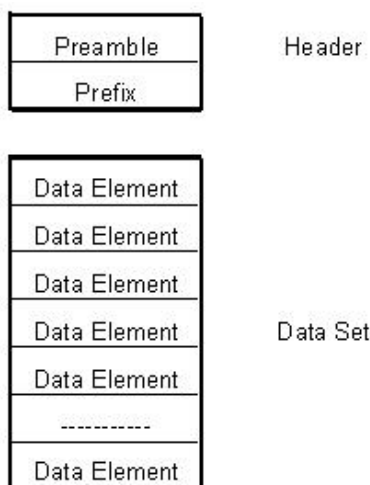 Preamble Header
Prefix
Data Element
Data Element
Data Element
Data Element Data Set
Data Element
-----------
Data Element